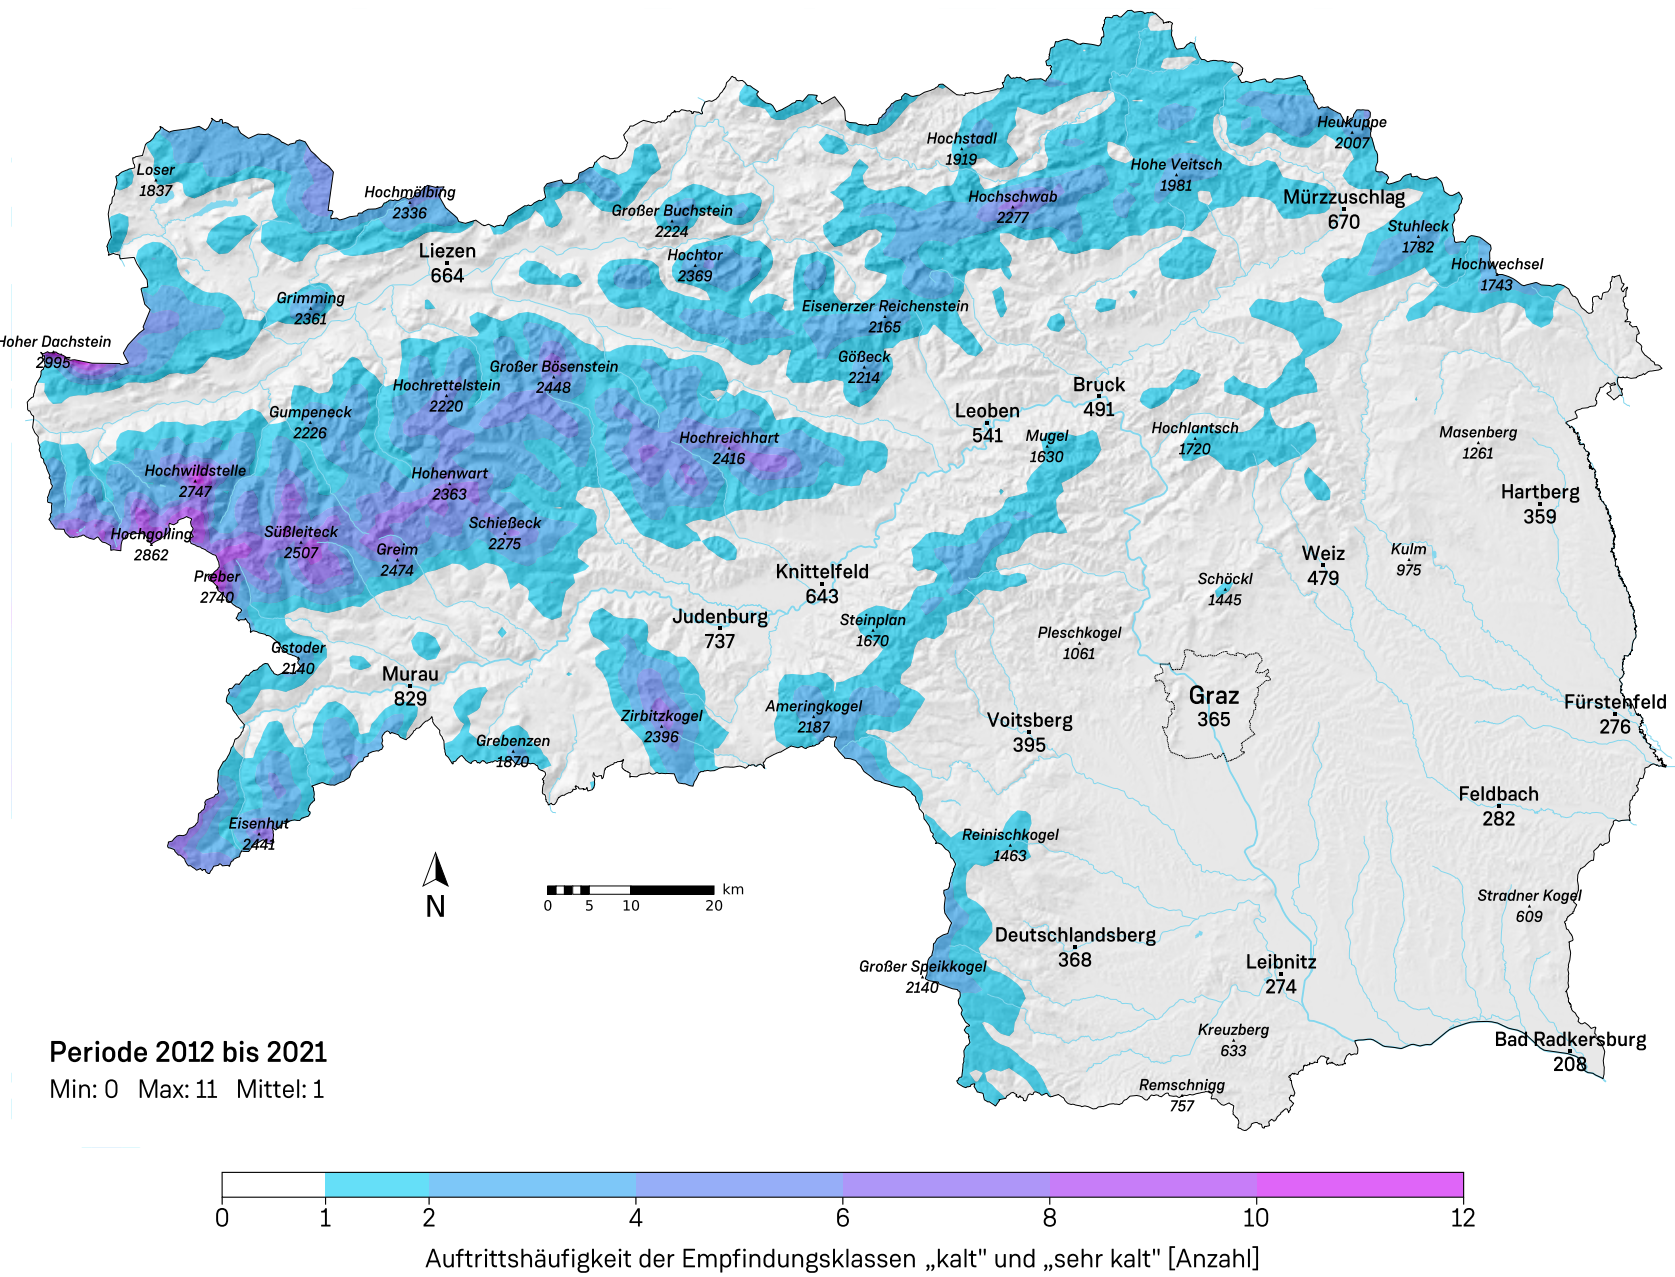 Hochstadl
1919
Heukuppe
2007
Loser
1837
Hohe Veitsch
1981
Hochmölbing
2336
Hochschwab
2277
Mürzzuschlag
670
Großer Buchstein
2224
Stuhleck
1782
Liezen
664
Hochtor
2369
Hochwechsel
1743
Grimming
2361
Eisenerzer Reichenstein
2165
Hoher Dachstein
2995
Gößeck
2214
Großer Bösenstein
2448
Hochrettelstein
2220
Bruck
491
Gumpeneck
2226
Leoben
541
Hochlantsch
1720
Mugel
1630
Hochreichhart
2416
Masenberg
1261
Hochwildstelle
2747
Hohenwart
2363
Hartberg
359
Hochgolling
2862
Süßleiteck
2507
Schießeck
2275
Greim
2474
Kulm
975
Weiz
479
Preber
2740
Knittelfeld
643
Schöckl
1445
Judenburg
737
Steinplan
1670
Pleschkogel
1061
Gstoder
2140
Murau
829
Graz
365
Fürstenfeld
276
Zirbitzkogel
2396
Ameringkogel
2187
Voitsberg
395
Grebenzen
1870
Feldbach
282
Eisenhut
2441
Reinischkogel
1463
N
km
0 5 10 20
Stradner Kogel
609
Deutschlandsberg
368
Großer Speikkogel
2140
Leibnitz
274
Kreuzberg
633
Bad Radkersburg
208
Remschnigg
757
Periode 2012 bis 2021
Min: 0 Max: 11 Mittel: 1
0 1 2 4 6 8 10 12
Auftrittshäufigkeit der Empfindungsklassen „kalt" und „sehr kalt" [Anzahl]